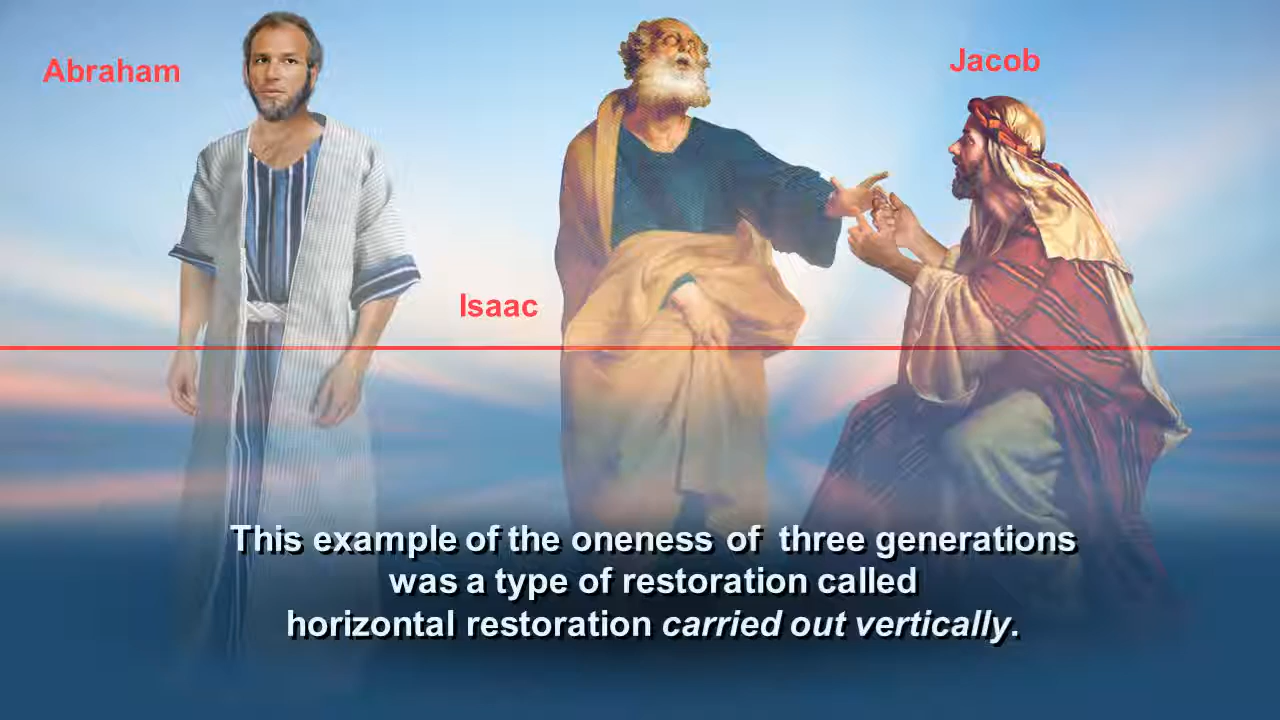 Abraham
Jacob
Isaac
This example of the oneness of three generations
was a type of restoration called
horizontal restoration carried out vertically.